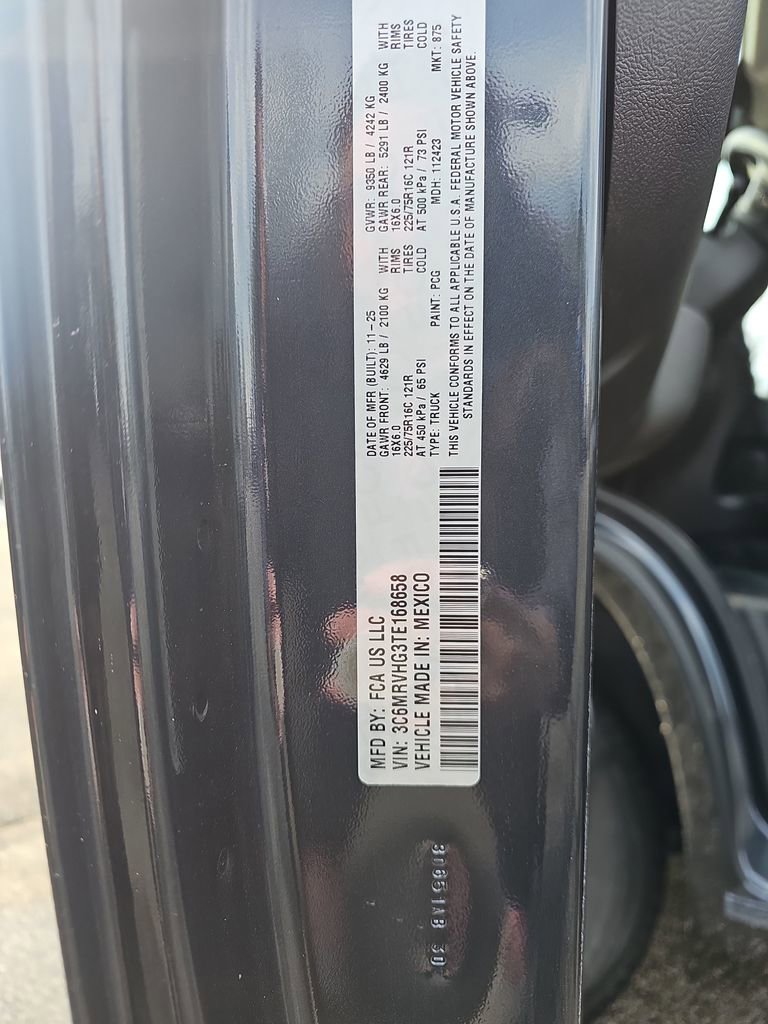 MFD BY: FCA US LLC
VIN: 3C6MRVHG3TE168658
VEHICLE MADE IN: MEXICO
DATE OF MFR (BUILT): 11-25 GVWR: 9350 LB / 4242 KG
GAWR FRONT: 4629 LB / 2100 KG WITH GAWR REAR: 5291 LB / 2400 KG WITH
16X6.0 RIMS 16X6.0 RIMS
225/75R16C 121R TIRES 225/75R16C 121R TIRES
AT 450 kPa / 65 PSI COLD AT 500 kPa / 73 PSI COLD
TYPE: TRUCK PAINT: PCG MDH: 112423 MKT: 875
THIS VEHICLE CONFORMS TO ALL APPLICABLE U.S.A. FEDERAL MOTOR VEHICLE SAFETY
STANDARDS IN EFFECT ON THE DATE OF MANUFACTURE SHOWN ABOVE.